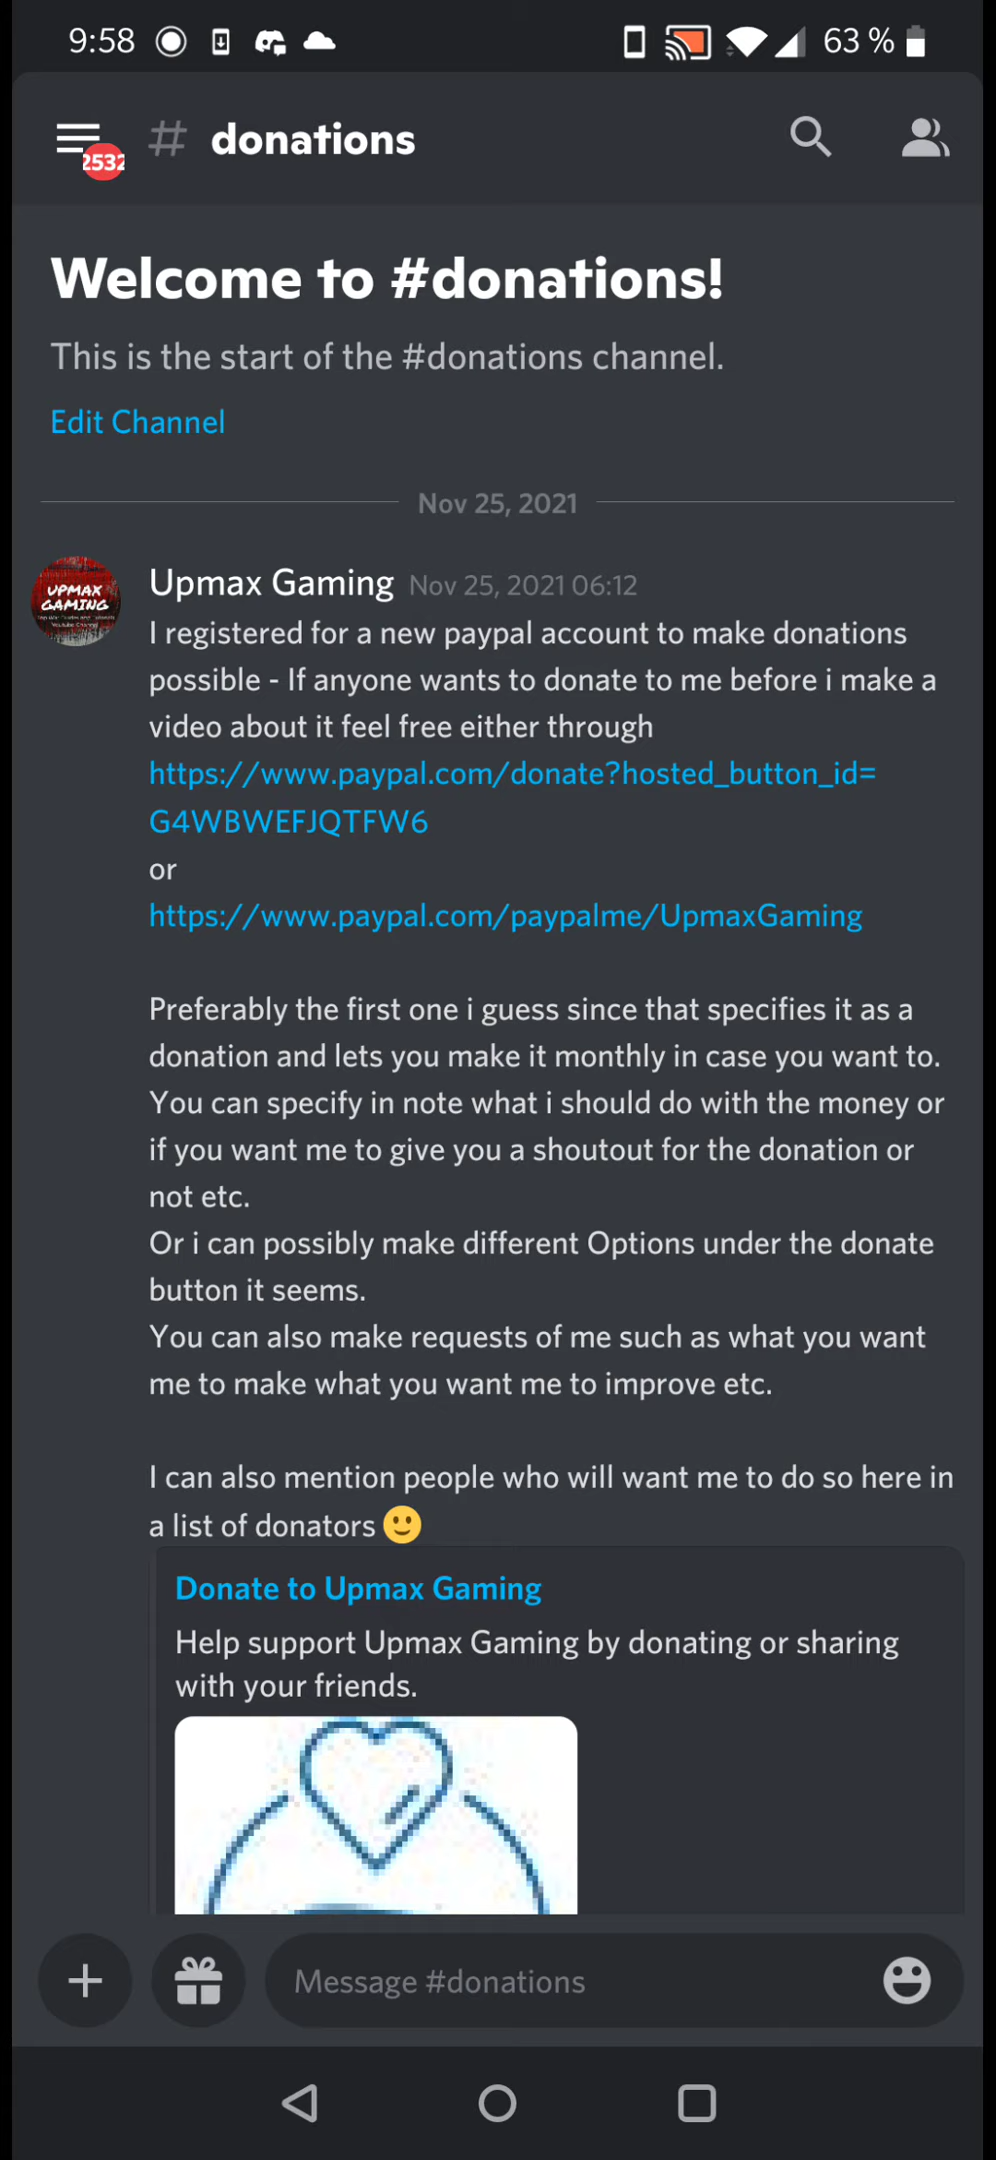 9:58
63 %
2532
# donations
Welcome to #donations!
This is the start of the #donations channel.
Edit Channel
Nov 25, 2021
UPMAX
GAMING
Upmax Gaming Nov 25, 2021 06:12
I registered for a new paypal account to make donations
possible - If anyone wants to donate to me before i make a
video about it feel free either through
https://www.paypal.com/donate?hosted_button_id=
G4WBWEFJQTFW6
or
https://www.paypal.com/paypalme/UpmaxGaming
Preferably the first one i guess since that specifies it as a
donation and lets you make it monthly in case you want to.
You can specify in note what i should do with the money or
if you want me to give you a shoutout for the donation or
not etc.
Or i can possibly make different Options under the donate
button it seems.
You can also make requests of me such as what you want
me to make what you want me to improve etc.
I can also mention people who will want me to do so here in
a list of donators 🙂
Donate to Upmax Gaming
Help support Upmax Gaming by donating or sharing
with your friends.
Message #donations